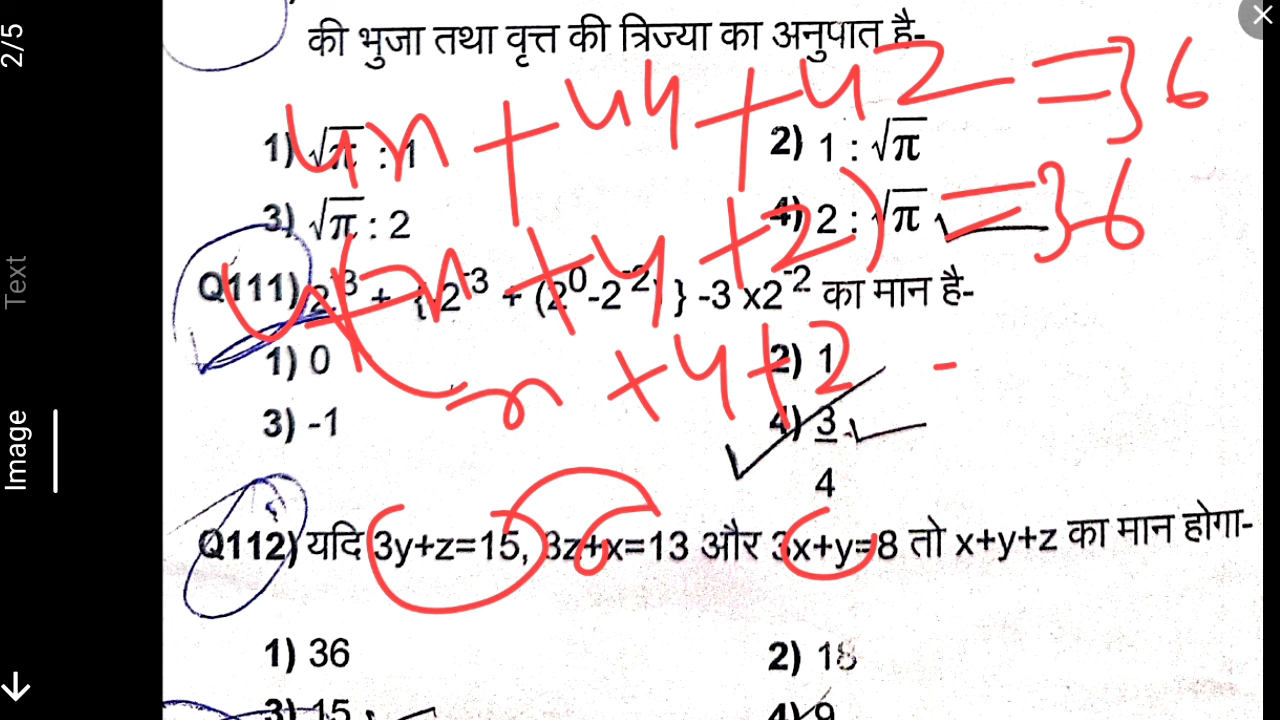 2/5
Text
Image
की भुजा तथा वृत्त की त्रिज्या का अनुपात है-
4x + 4y + 4z = 36
1) √π : 1
2) 1 : √π
3) √π : 2
4) 2 : √π
4(x + y + z) = 36
Q111) 2⁻³ + { 2⁻³ + (2⁰-2⁻²) } -3 x2⁻² का मान है-
1) 0
2) 1
x + y + z =
3) -1
4) 3/4
Q112) यदि 3y+z=15, 3z+x=13 और 3x+y=8 तो x+y+z का मान होगा-
1) 36
2) 18
3) 15
4) 9